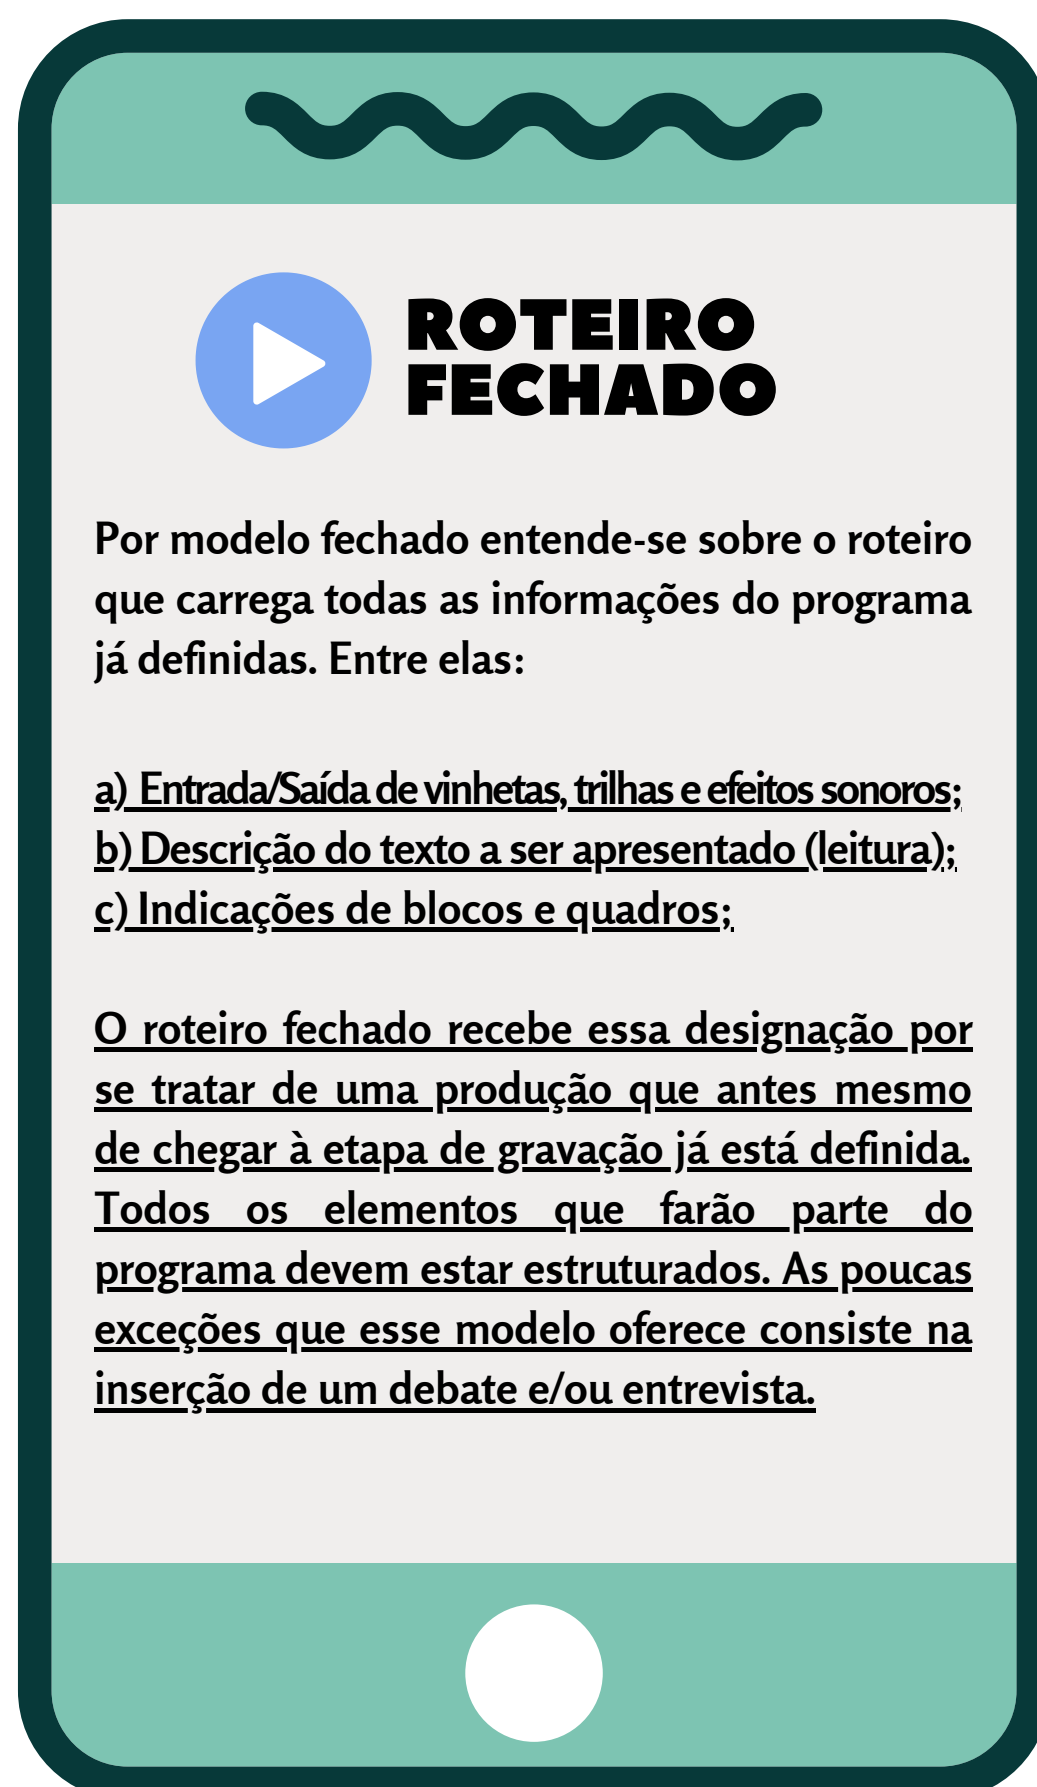 ROTEIRO
FECHADO
Por modelo fechado entende-se sobre o roteiro
que carrega todas as informações do programa
já definidas. Entre elas:
a) Entrada/Saída de vinhetas, trilhas e efeitos sonoros;
b) Descrição do texto a ser apresentado (leitura);
c) Indicações de blocos e quadros;
O roteiro fechado recebe essa designação por
se tratar de uma produção que antes mesmo
de chegar à etapa de gravação já está definida.
Todos os elementos que farão parte do
programa devem estar estruturados. As poucas
exceções que esse modelo oferece consiste na
inserção de um debate e/ou entrevista.